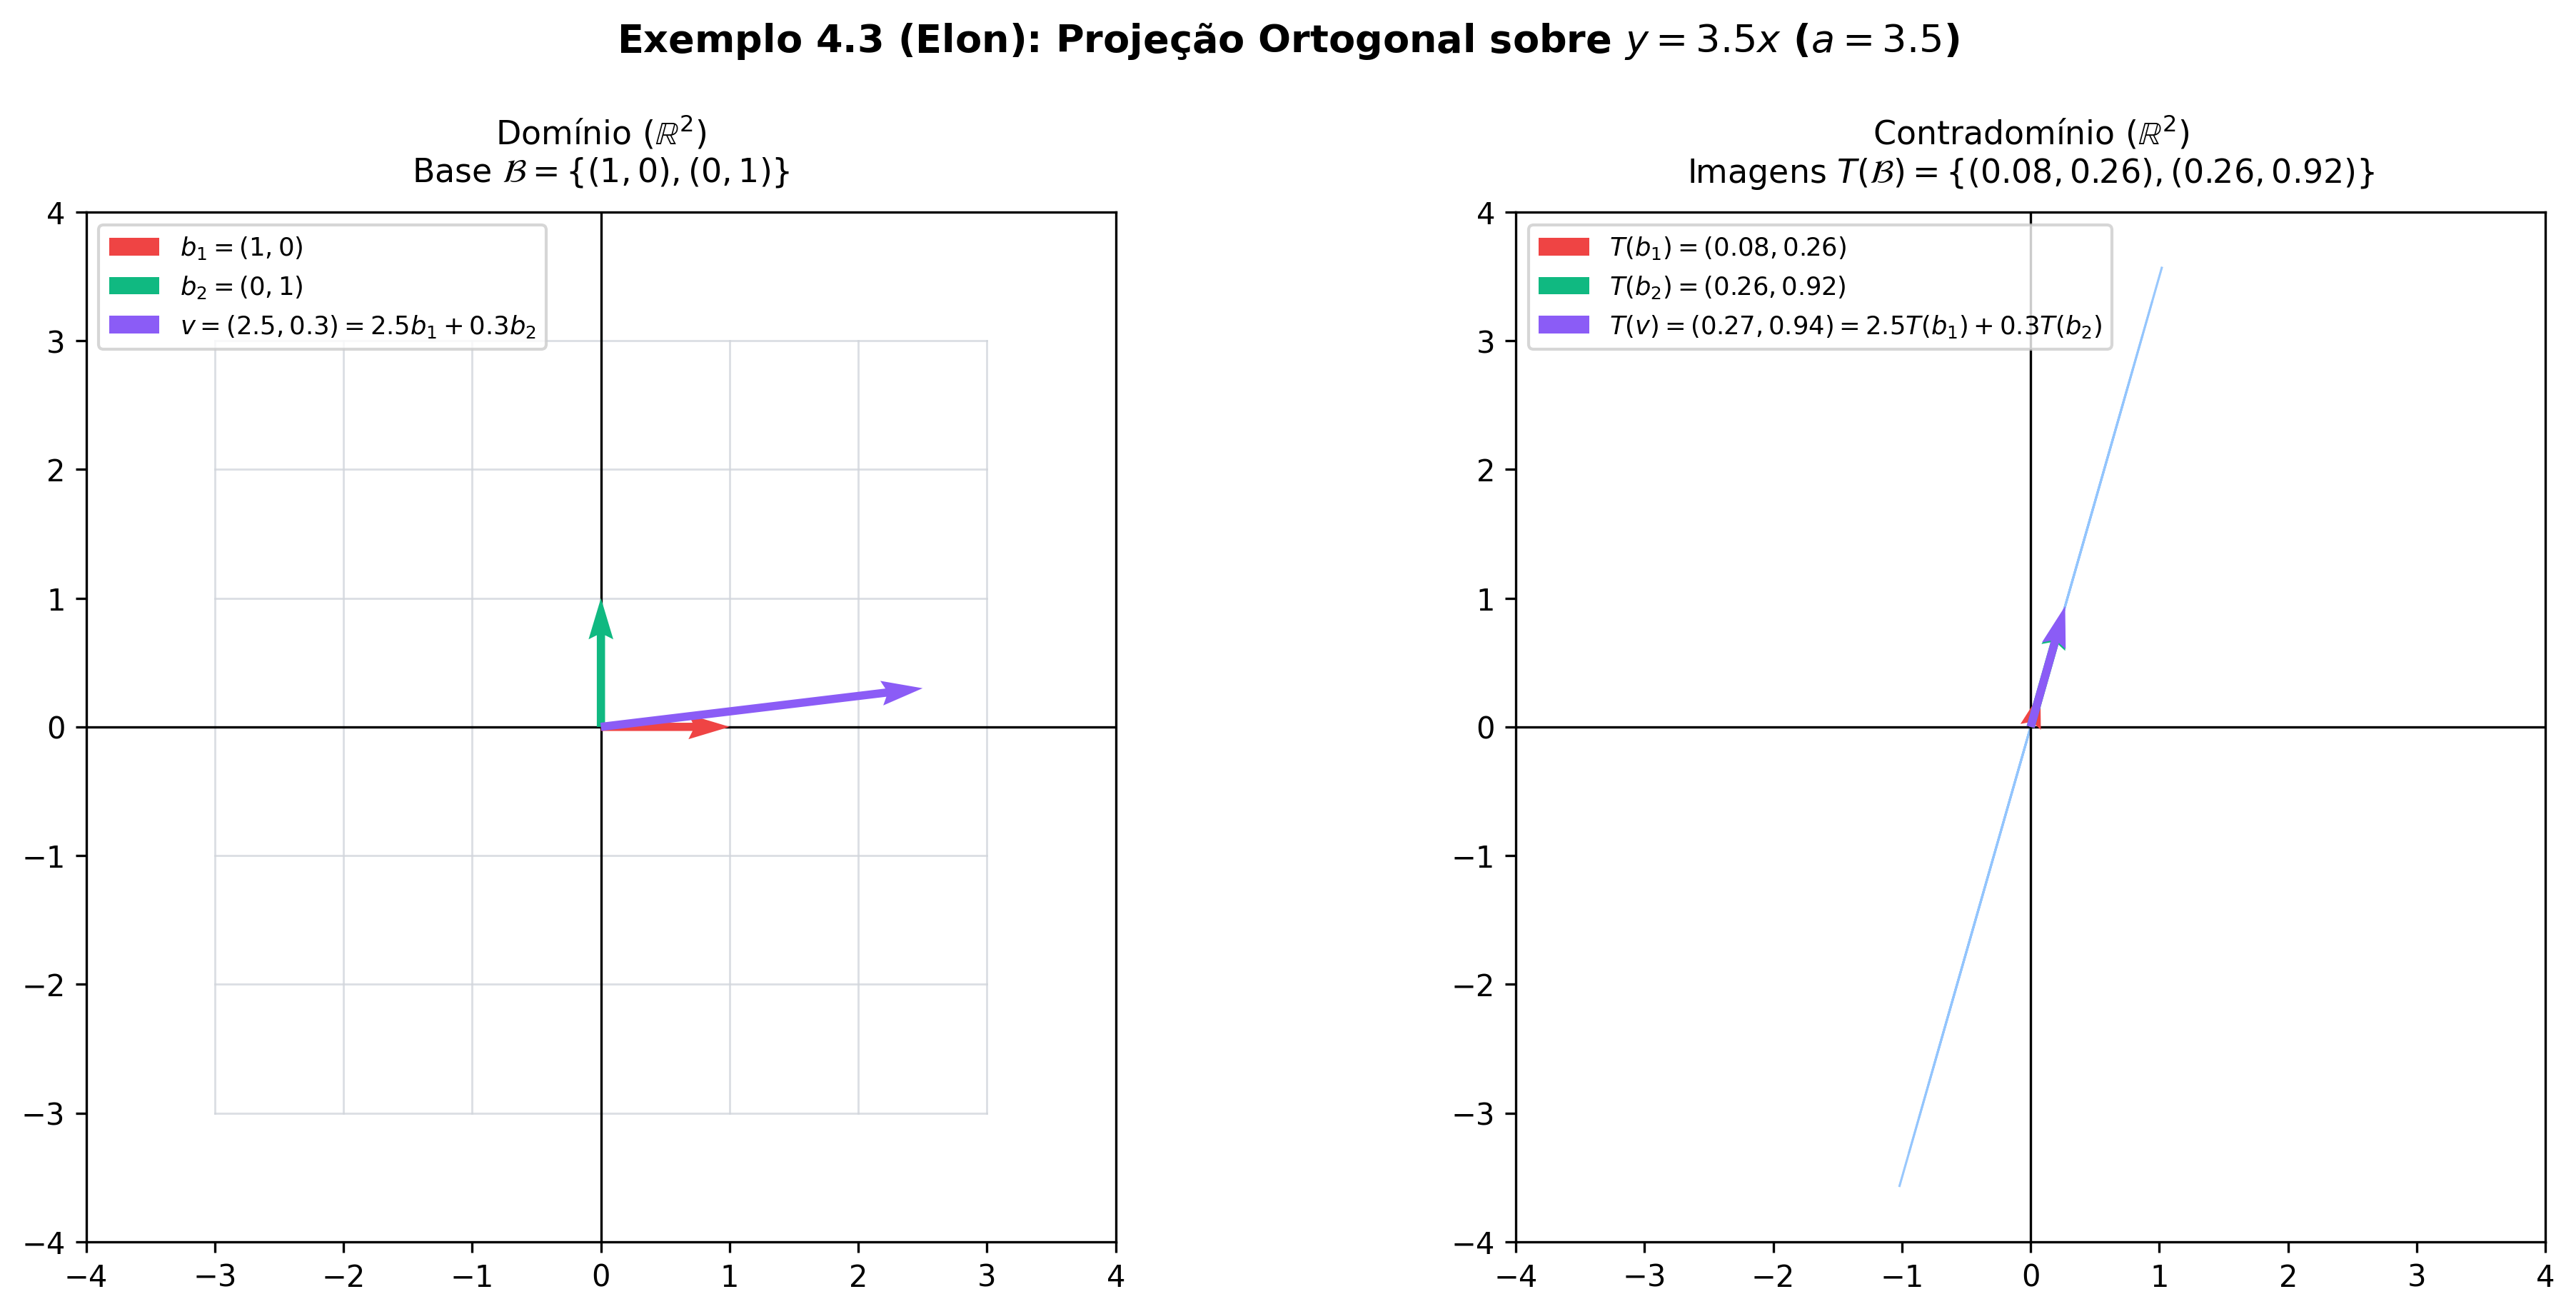 Exemplo 4.3 (Elon): Projeção Ortogonal sobre y = 3.5x (a = 3.5)
Domínio (ℝ²)
Base ℬ = {(1, 0), (0, 1)}
b₁ = (1, 0)
b₂ = (0, 1)
v = (2.5, 0.3) = 2.5b₁ + 0.3b₂
4
3
2
1
0
−1
−2
−3
−4
−4 −3 −2 −1 0 1 2 3 4
Contradomínio (ℝ²)
Imagens T(ℬ) = {(0.08, 0.26), (0.26, 0.92)}
T(b₁) = (0.08, 0.26)
T(b₂) = (0.26, 0.92)
T(v) = (0.27, 0.94) = 2.5T(b₁) + 0.3T(b₂)
4
3
2
1
0
−1
−2
−3
−4
−4 −3 −2 −1 0 1 2 3 4